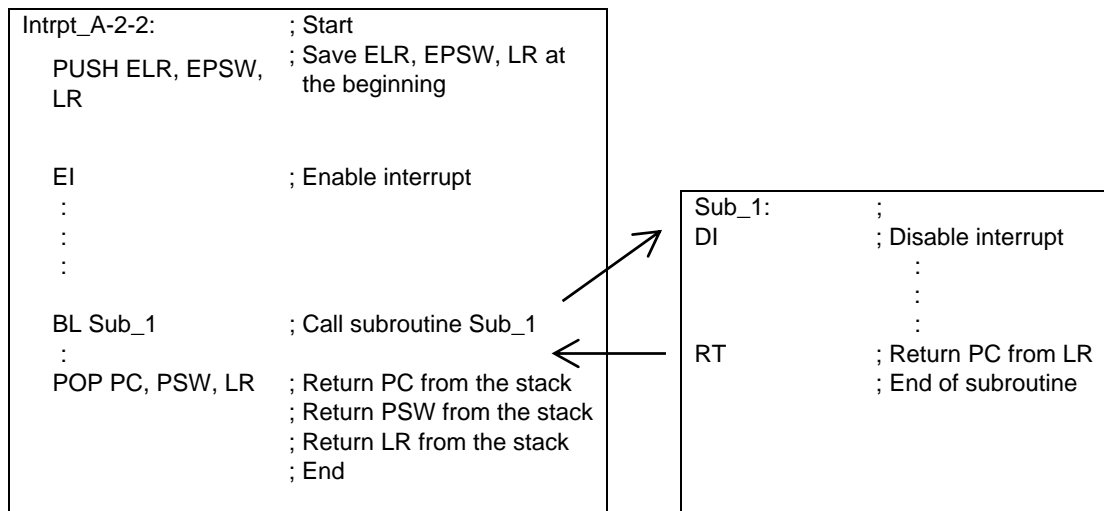 Intrpt_A-2-2: ; Start
PUSH ELR, EPSW, ; Save ELR, EPSW, LR at
LR the beginning
EI ; Enable interrupt
:
:
:
BL Sub_1 ; Call subroutine Sub_1
:
POP PC, PSW, LR ; Return PC from the stack
; Return PSW from the stack
; Return LR from the stack
; End
Sub_1: ;
DI ; Disable interrupt
:
:
:
RT ; Return PC from LR
; End of subroutine